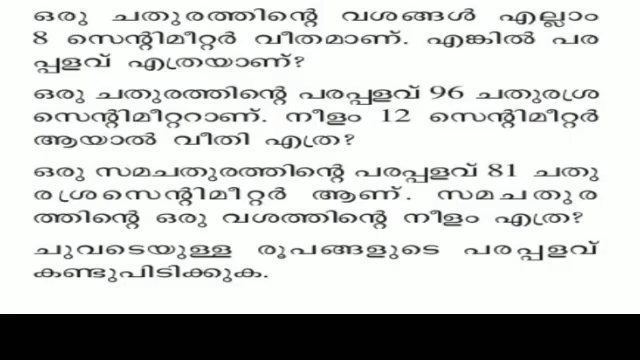 ഒരു ചതുരത്തിന്റെ വശങ്ങൾ എല്ലാം
8 സെന്റിമീറ്റർ വീതമാണ്. എങ്കിൽ പര
പ്പളവ് എത്രയാണ്?
ഒരു ചതുരത്തിന്റെ പരപ്പളവ് 96 ചതുരശ്ര
സെന്റിമീറ്ററാണ്. നീളം 12 സെന്റിമീറ്റർ
ആയാൽ വീതി എത്ര?
ഒരു സമചതുരത്തിന്റെ പരപ്പളവ് 81 ചതു
രശ്രസെന്റിമീറ്റർ ആണ്. സമചതുര
ത്തിന്റെ ഒരു വശത്തിന്റെ നീളം എത്ര?
ചുവടെയുള്ള രൂപങ്ങളുടെ പരപ്പളവ്
കണ്ടുപിടിക്കുക.